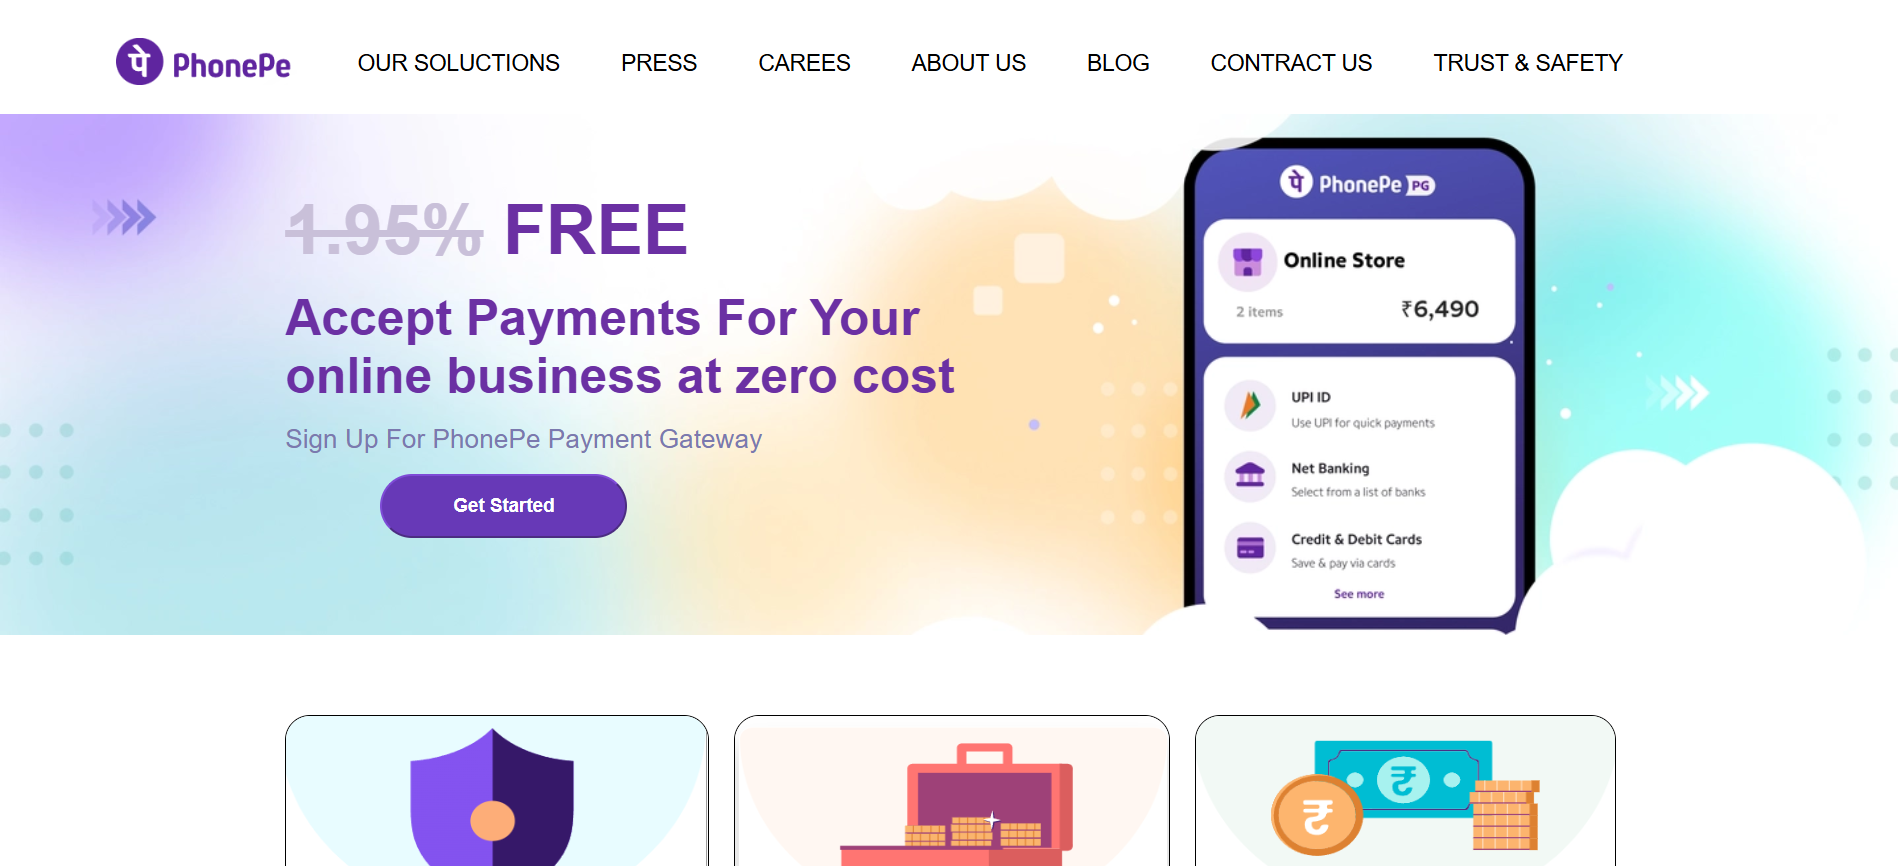 पे PhonePe
OUR SOLUCTIONS
PRESS
CAREES
ABOUT US
BLOG
CONTRACT US
TRUST & SAFETY
1.95% FREE
Accept Payments For Your
online business at zero cost
Sign Up For PhonePe Payment Gateway
Get Started
पे PhonePe PG
Online Store
2 items ₹6,490
UPI ID
Use UPI for quick payments
Net Banking
Select from a list of banks
Credit & Debit Cards
Save & pay via cards
See more
₹
₹